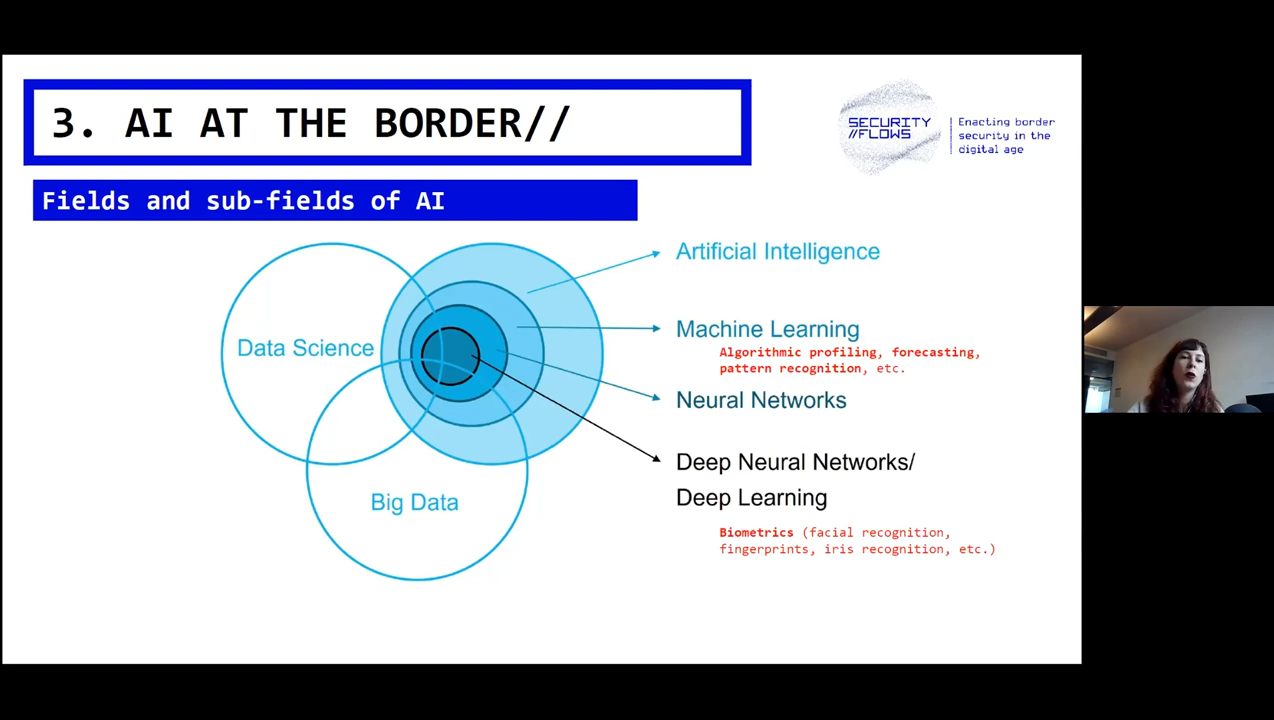 3. AI AT THE BORDER//
SECURITY
//FLOWS
Enacting border
security in the
digital age
Fields and sub-fields of AI
Artificial Intelligence
Data Science
Machine Learning
Algorithmic profiling, forecasting,
pattern recognition, etc.
Neural Networks
Deep Neural Networks/
Deep Learning
Big Data
Biometrics (facial recognition,
fingerprints, iris recognition, etc.)